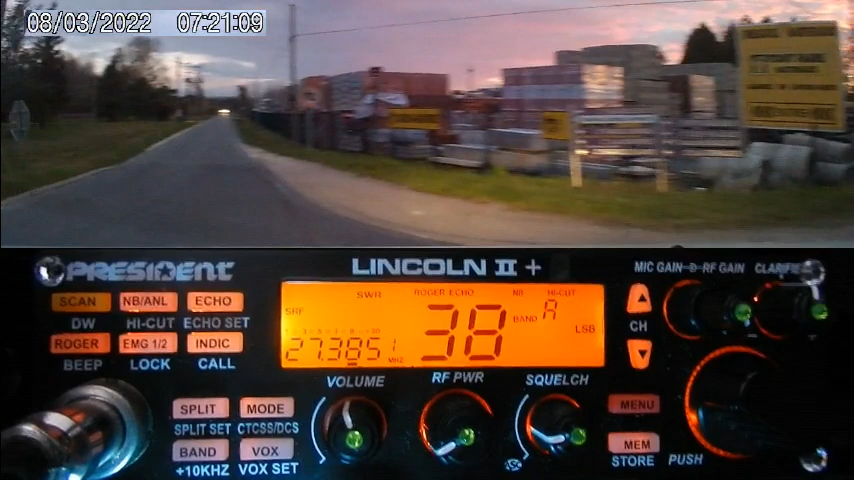 08/03/2022 07:21:09
PRESIDENT
LINCOLN II +
MIC GAIN RF GAIN CLARIFIER
SCAN NB/ANL ECHO
DW HI-CUT ECHO SET
ROGER EMG 1/2 INDIC
BEEP LOCK CALL
SWR ROGER ECHO NB HI-CUT
SRF
BAND A
38
LSB
27.3851 MHZ
CH
VOLUME RF PWR SQUELCH
SPLIT MODE
SPLIT SET CTCSS/DCS
BAND VOX
+10KHZ VOX SET
MENU
MEM
STORE PUSH